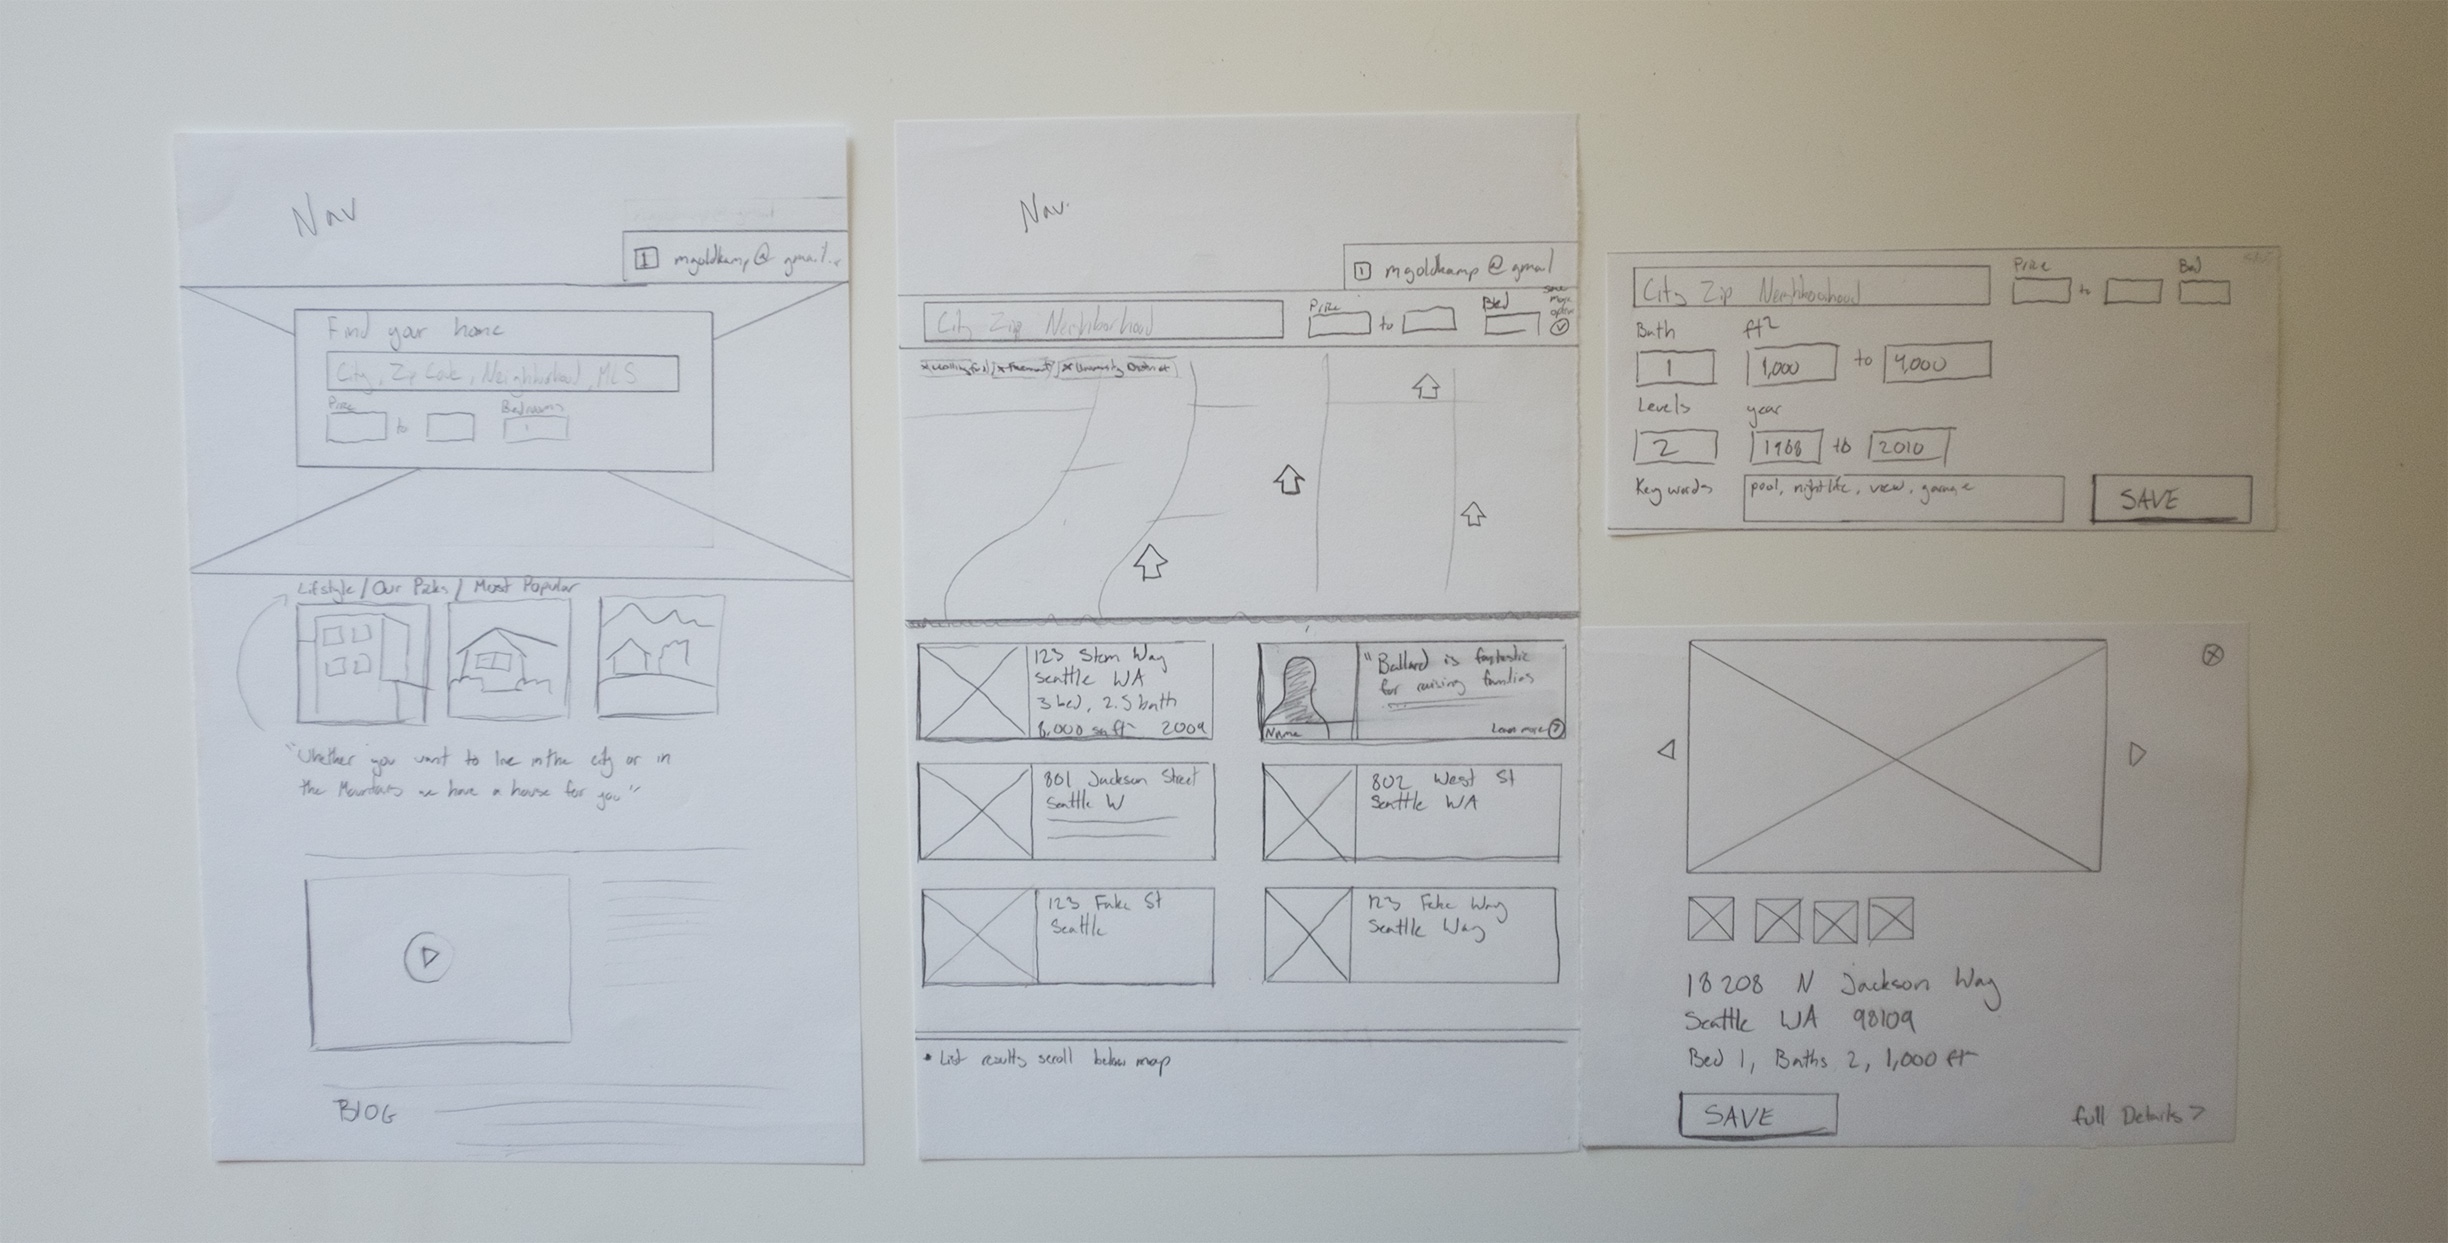 Nav
1 mgoldkamp@gmail.c
Find your home
City, Zip Code, Neighborhood, MLS
Price
Bedrooms
to
1
Lifestyle / Our Picks / Most Popular
"Whether you want to live in the city or in
the Mountains we have a house for you"
BLOG
Nav
1 mgoldkamp@gmail
City Zip Neighborhood
Price
to
Bed
more
x Wallingford x Fremont x University District
123 Stem Way
Seattle WA
3 bed, 2.5 bath
8,000 sq ft 2009
"Ballard is fantastic
for raising families
Name
Learn more
801 Jackson Street
Seattle W
802 West St
Seattle WA
123 Fake St
Seattle
123 Fake Way
Seattle Way
* List results scroll below map
City Zip Neighborhood
Price
to
Bed
Bath
ft2
1
1,000 to 4,000
Levels
year
2
1968 to 2010
Key words
pool, nightlife, view, garage
SAVE
18208 N Jackson Way
Seattle WA 98109
Bed 1, Baths 2, 1,000 ft
SAVE
full Details >